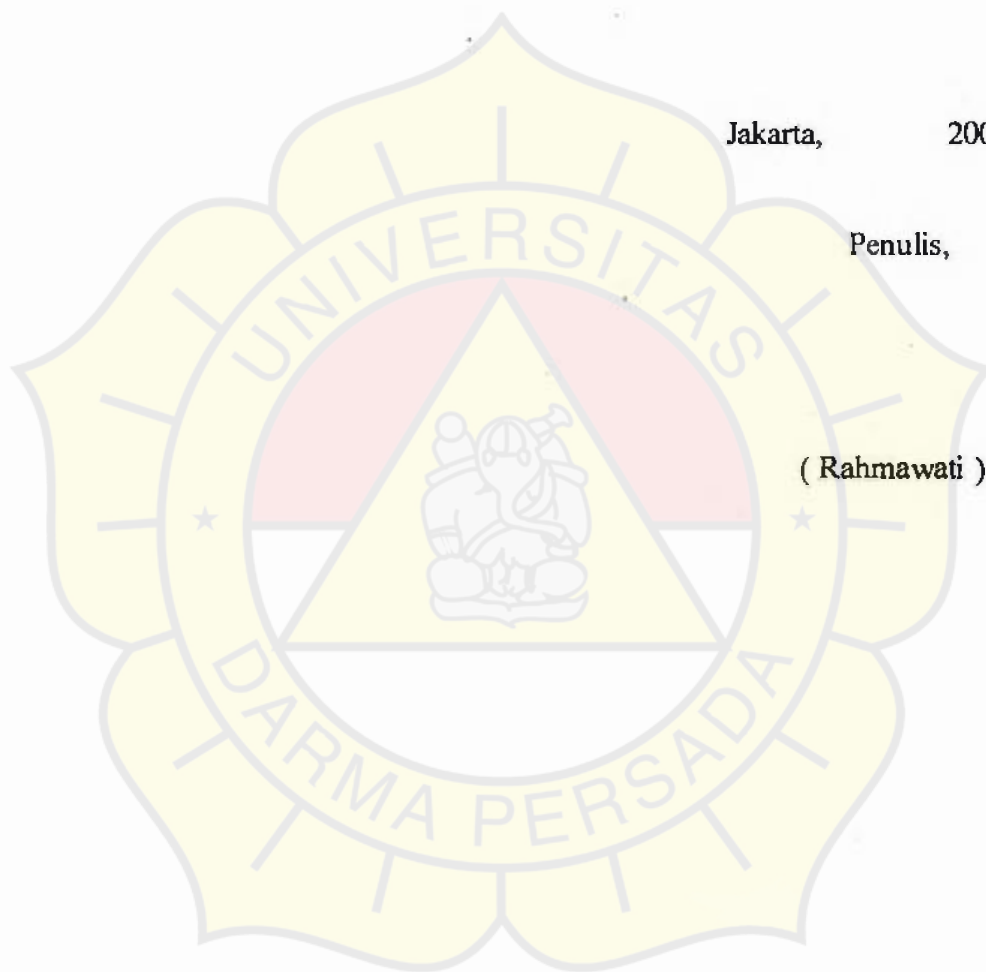 Jakarta, 200
Penulis,
( Rahmawati )
UNIVERSITAS
DARMA PERSADA